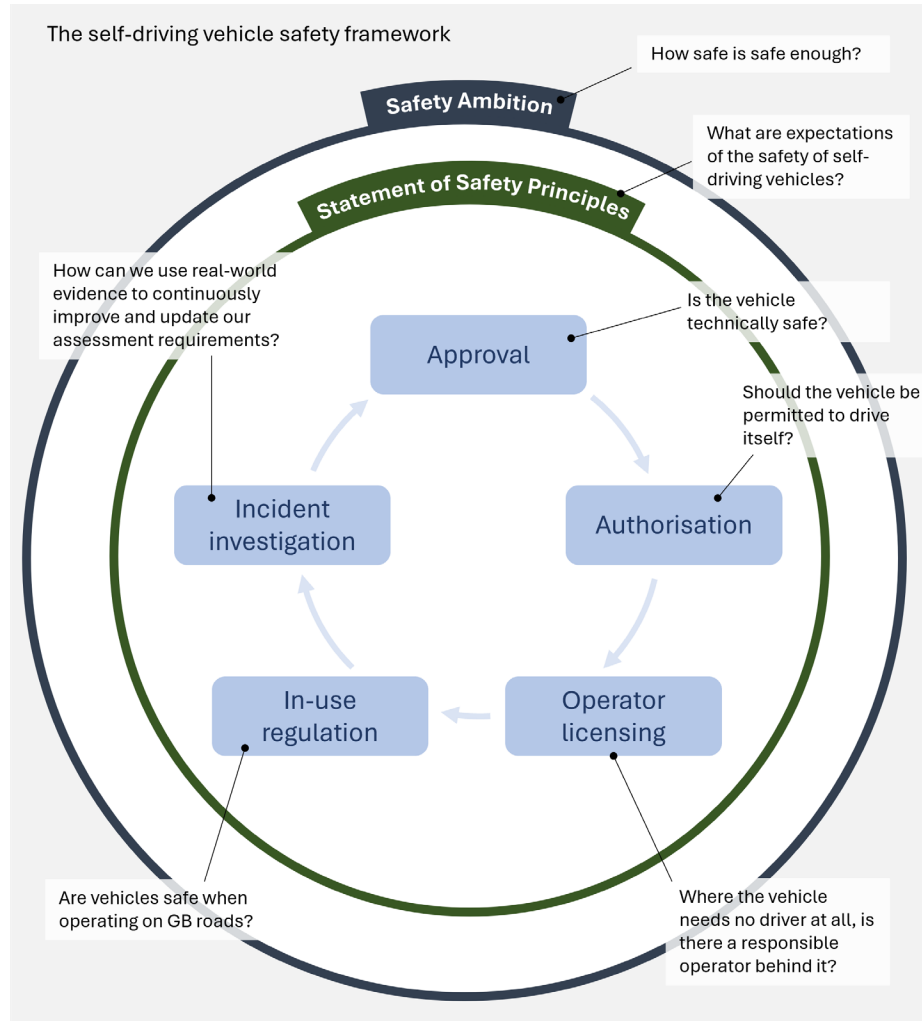 The self-driving vehicle safety framework
How safe is safe enough?
Safety Ambition
What are expectations
of the safety of self-
driving vehicles?
Statement of Safety Principles
How can we use real-world
evidence to continuously
improve and update our
assessment requirements?
Is the vehicle
technically safe?
Approval
Should the vehicle be
permitted to drive
itself?
Incident
investigation
Authorisation
In-use
regulation
Operator
licensing
Are vehicles safe when
operating on GB roads?
Where the vehicle
needs no driver at all, is
there a responsible
operator behind it?